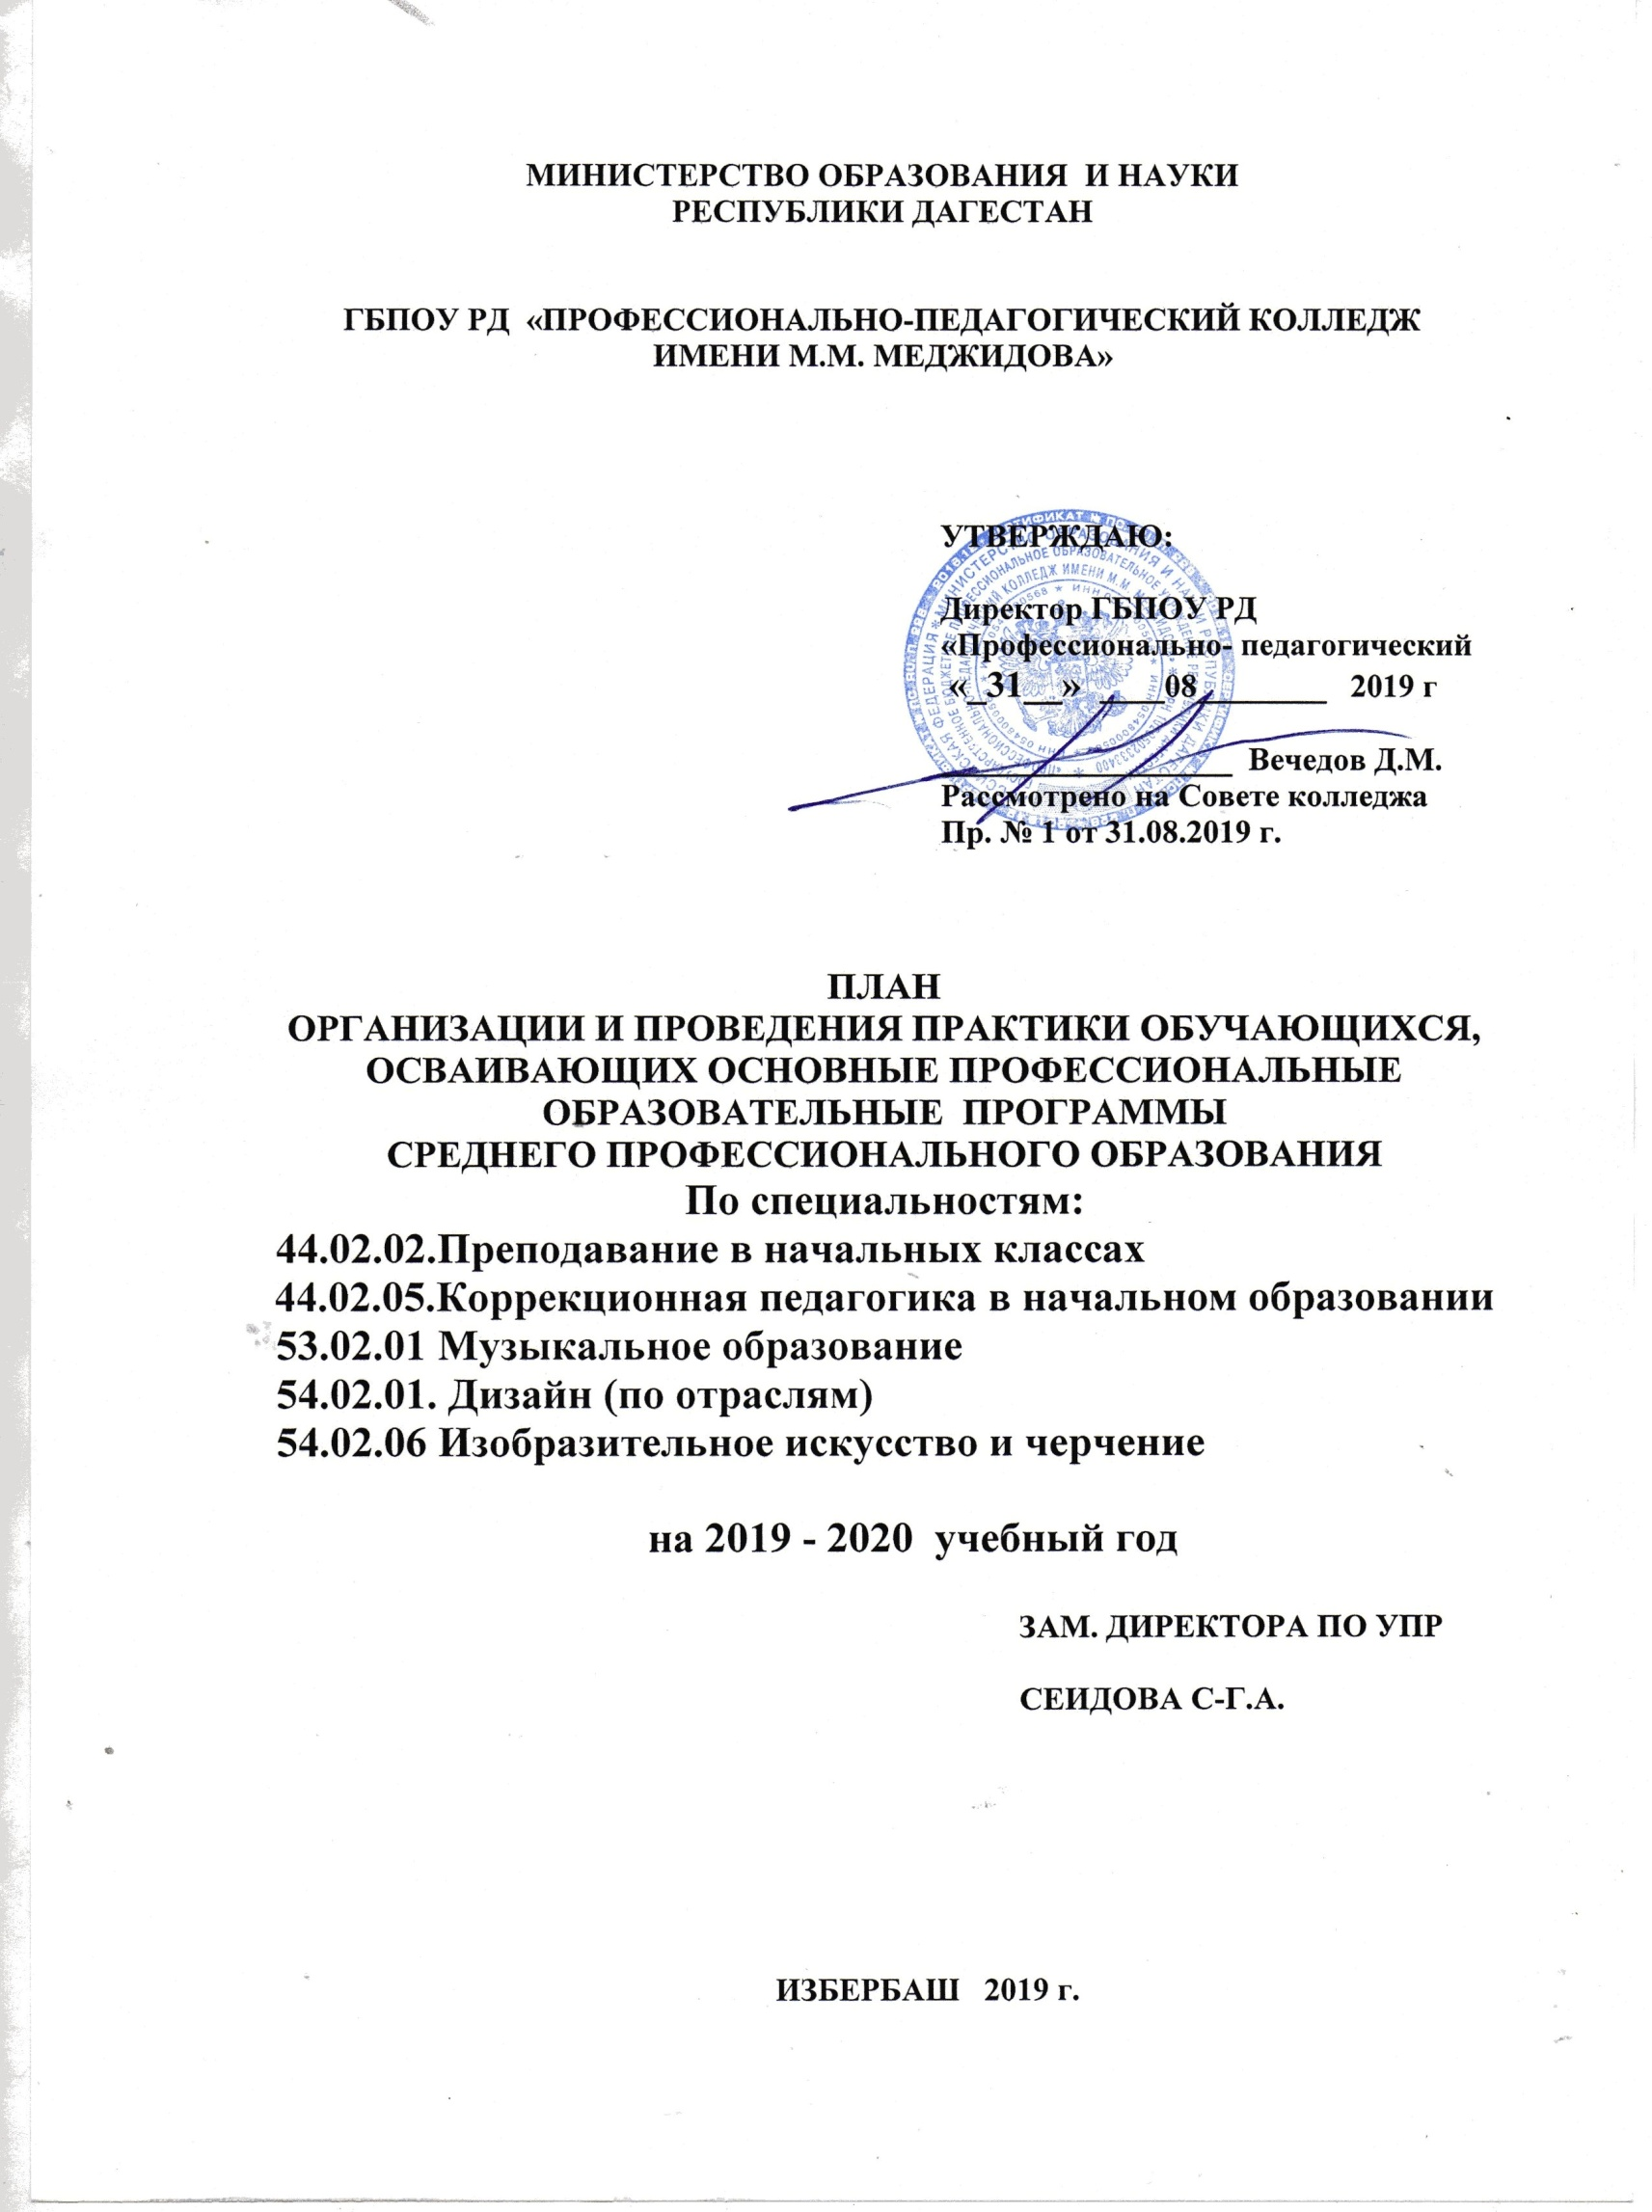 МИНИСТЕРСТВО ОБРАЗОВАНИЯ И НАУКИ
РЕСПУБЛИКИ ДАГЕСТАН
ГБПОУ РД «ПРОФЕССИОНАЛЬНО-ПЕДАГОГИЧЕСКИЙ КОЛЛЕДЖ
ИМЕНИ М.М. МЕДЖИДОВА»
УТВЕРЖДАЮ:
Директор ГБПОУ РД
«Профессионально- педагогический
«_31__» ____08________ 2019 г
__________________ Вечедов Д.М.
Рассмотрено на Совете колледжа
Пр. № 1 от 31.08.2019 г.
ПЛАН
ОРГАНИЗАЦИИ И ПРОВЕДЕНИЯ ПРАКТИКИ ОБУЧАЮЩИХСЯ,
ОСВАИВАЮЩИХ ОСНОВНЫЕ ПРОФЕССИОНАЛЬНЫЕ
ОБРАЗОВАТЕЛЬНЫЕ ПРОГРАММЫ
СРЕДНЕГО ПРОФЕССИОНАЛЬНОГО ОБРАЗОВАНИЯ
По специальностям:
44.02.02.Преподавание в начальных классах
44.02.05.Коррекционная педагогика в начальном образовании
53.02.01 Музыкальное образование
54.02.01. Дизайн (по отраслям)
54.02.06 Изобразительное искусство и черчение
на 2019 - 2020 учебный год
ЗАМ. ДИРЕКТОРА ПО УПР
СЕИДОВА С-Г.А.
ИЗБЕРБАШ 2019 г.